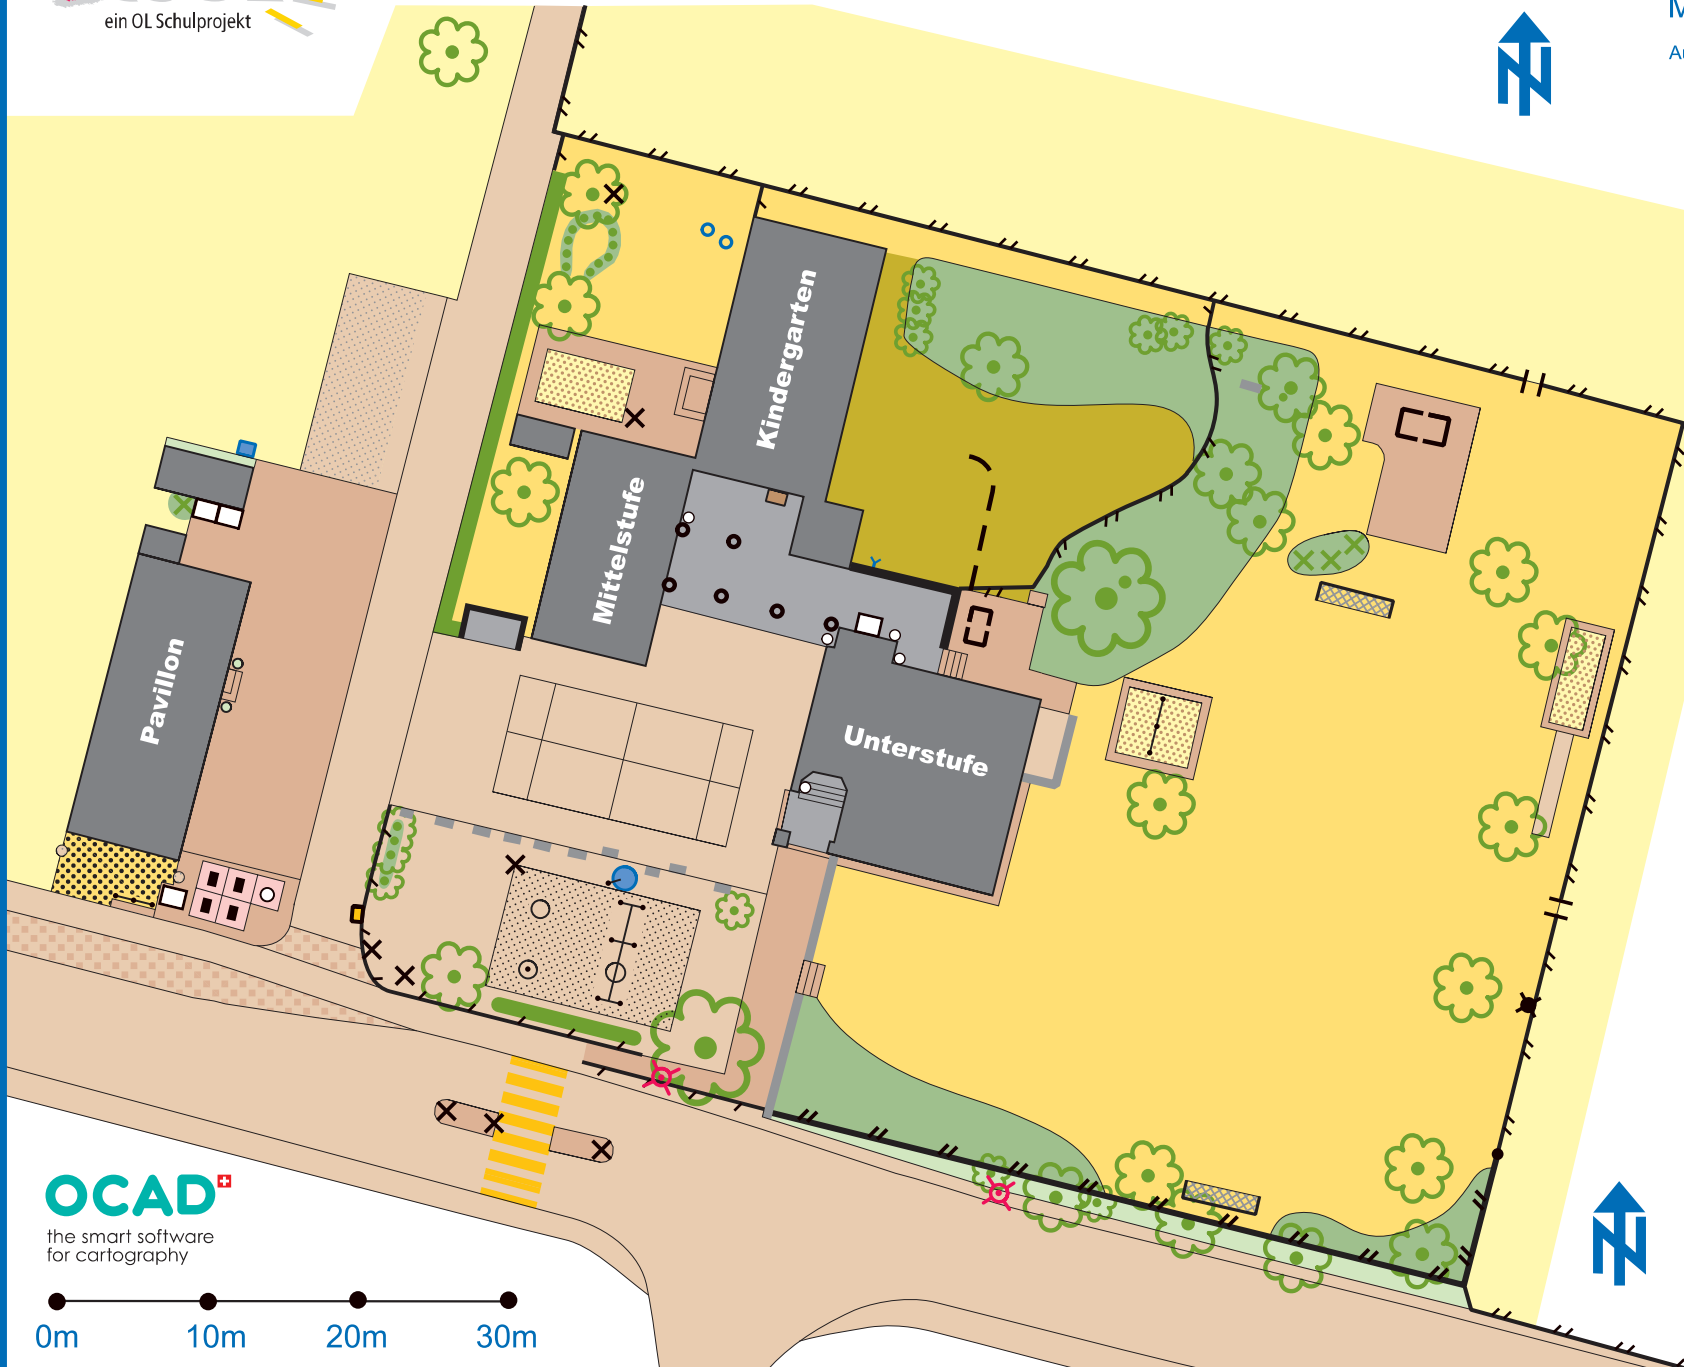 ein OL Schulprojekt
Kindergarten
Mittelstufe
Pavillon
Unterstufe
OCAD
the smart software
for cartography
0m 10m 20m 30m